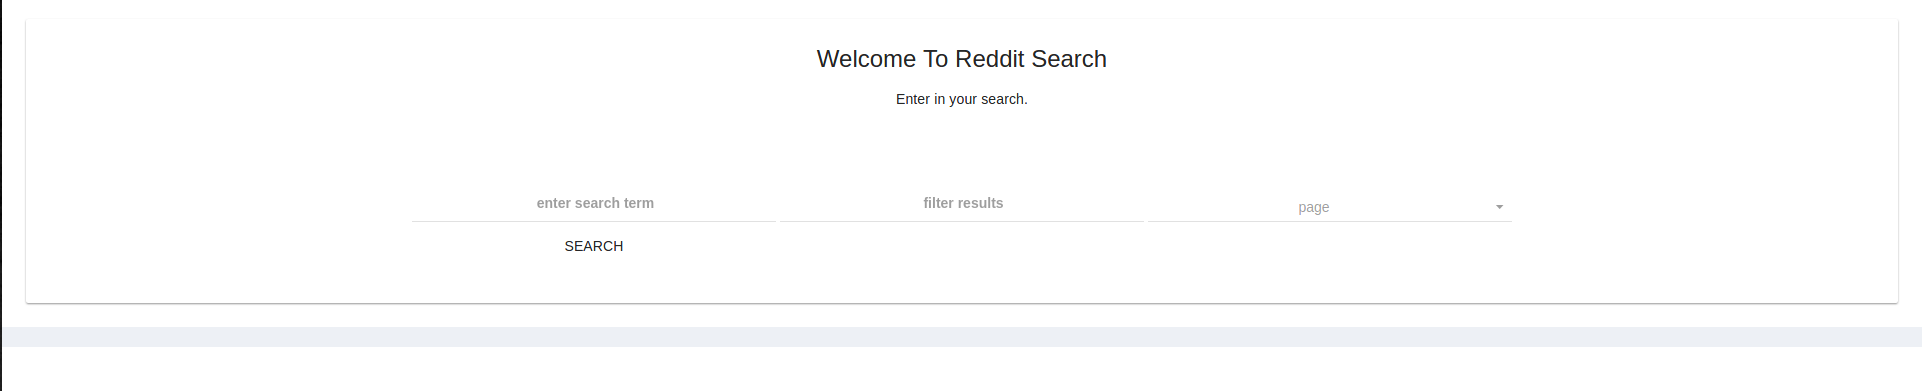 Welcome To Reddit Search
Enter in your search.
enter search term
filter results
page
SEARCH